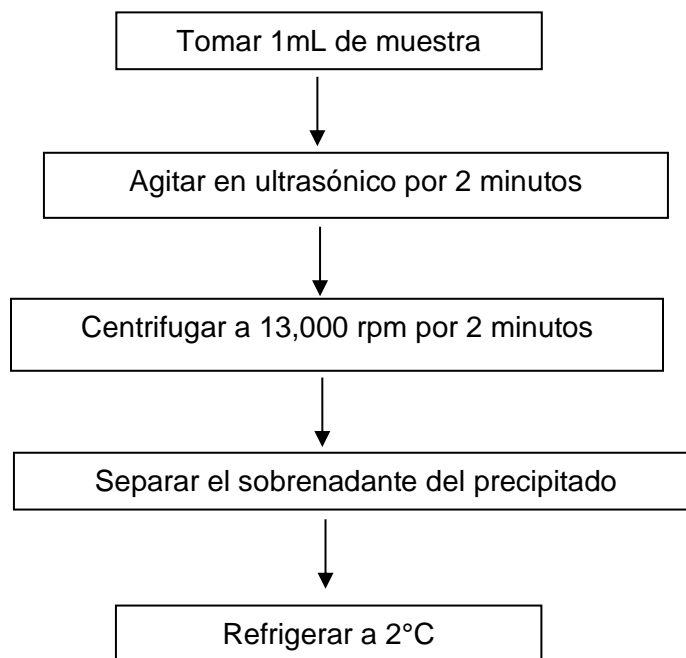 Tomar 1mL de muestra
Agitar en ultrasónico por 2 minutos
Centrifugar a 13,000 rpm por 2 minutos
Separar el sobrenadante del precipitado
Refrigerar a 2°C